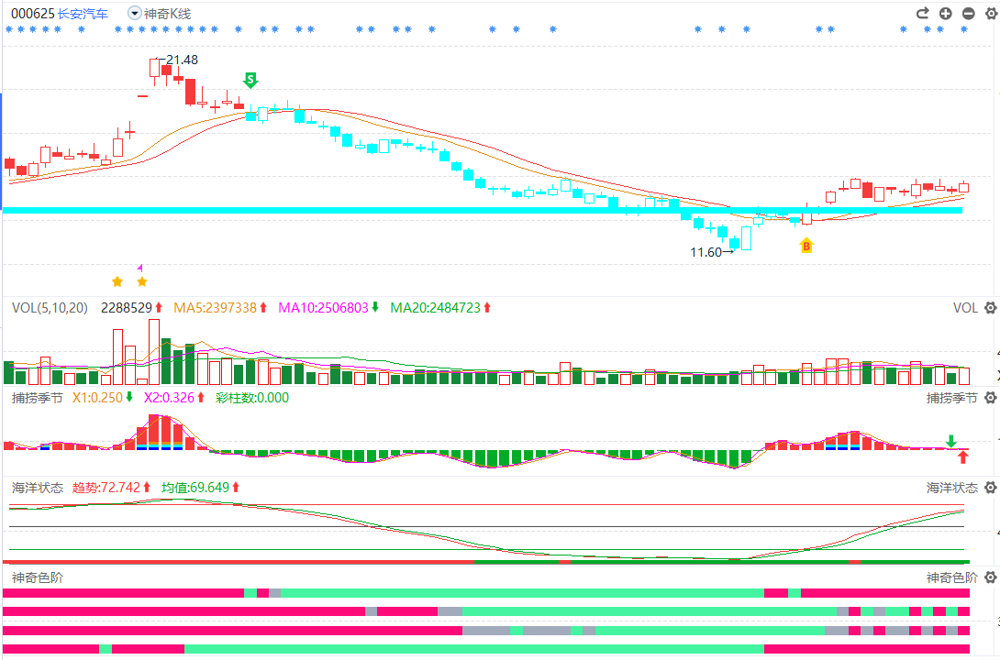 000625 长安汽车 神奇K线
21.48
S
11.60
B
VOL(5,10,20) 2288529 MA5:2397338 MA10:2506803 MA20:2484723 VOL
捕捞季节 X1:0.250 X2:0.326 彩柱数:0.000 捕捞季节
海洋状态 趋势:72.742 均值:69.649 海洋状态
神奇色阶 神奇色阶